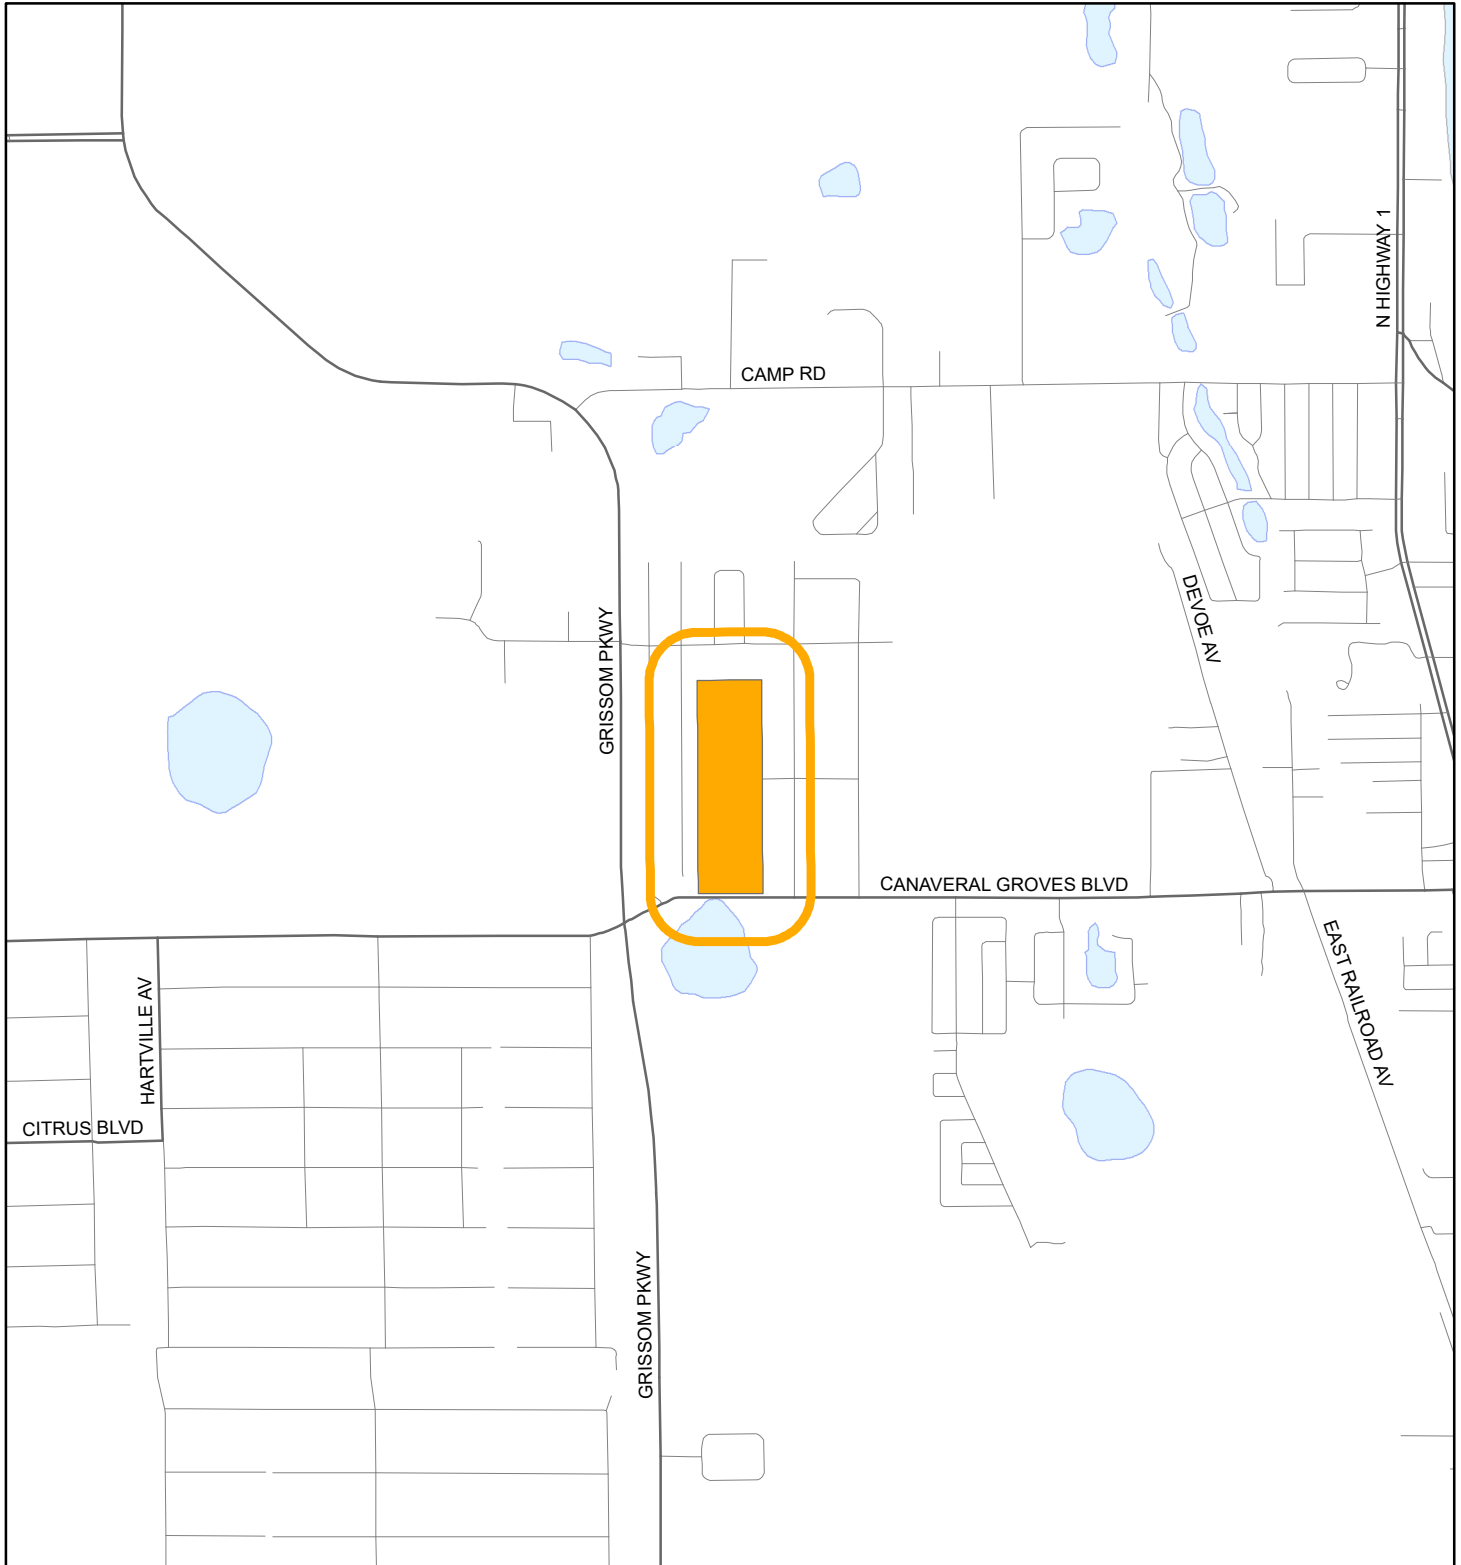 N HIGHWAY 1
CAMP RD
DEVOE AV
GRISSOM PKWY
CANAVERAL GROVES BLVD
EAST RAILROAD AV
HARTVILLE AV
CITRUS BLVD
GRISSOM PKWY